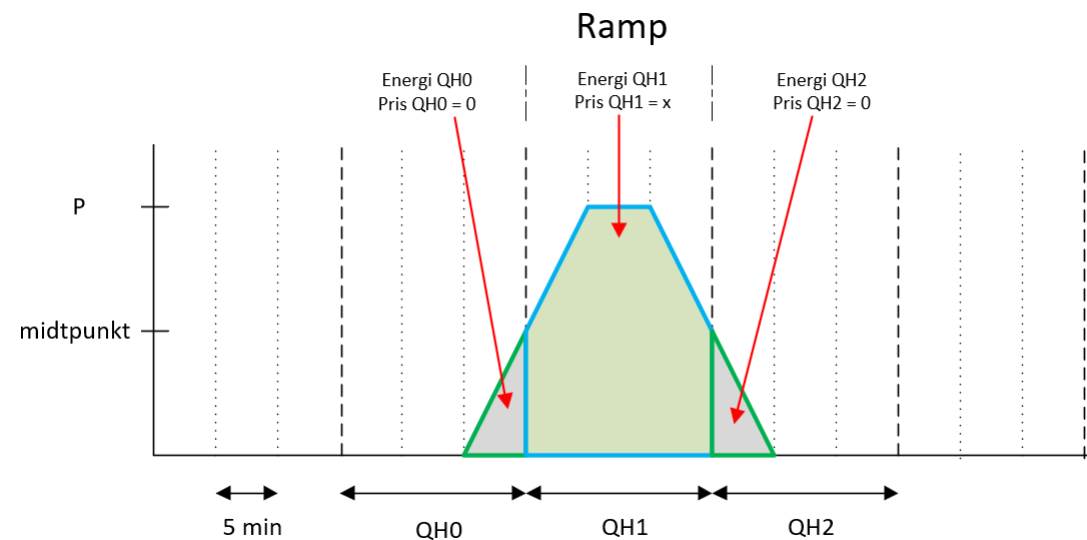 Ramp
Energi QH0
Pris QH0 = 0
Energi QH1
Pris QH1 = x
Energi QH2
Pris QH2 = 0
P
midtpunkt
5 min
QH0
QH1
QH2